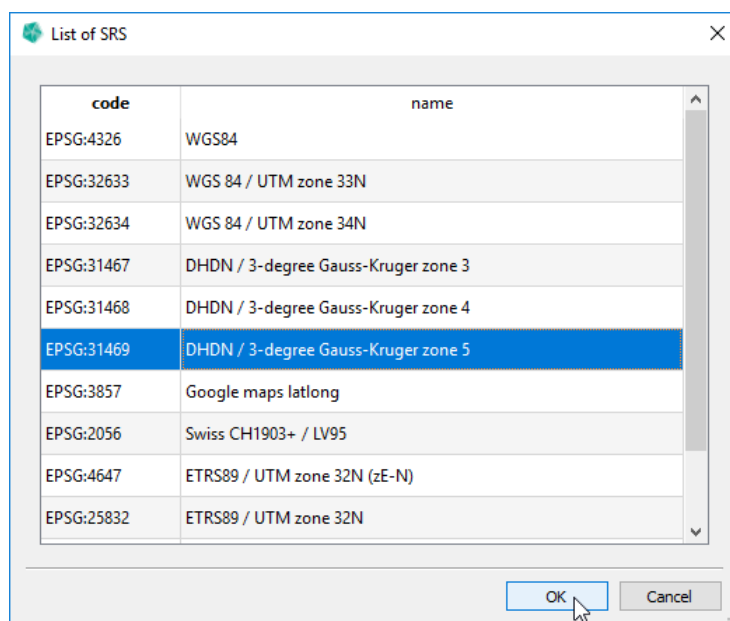 List of SRS
code name
EPSG:4326 WGS84
EPSG:32633 WGS 84 / UTM zone 33N
EPSG:32634 WGS 84 / UTM zone 34N
EPSG:31467 DHDN / 3-degree Gauss-Kruger zone 3
EPSG:31468 DHDN / 3-degree Gauss-Kruger zone 4
EPSG:31469 DHDN / 3-degree Gauss-Kruger zone 5
EPSG:3857 Google maps latlong
EPSG:2056 Swiss CH1903+ / LV95
EPSG:4647 ETRS89 / UTM zone 32N (zE-N)
EPSG:25832 ETRS89 / UTM zone 32N
OK Cancel